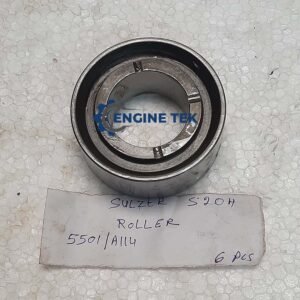 ENGINE TEK
SULZER S20H
ROLLER
5501/A114
6 PCS